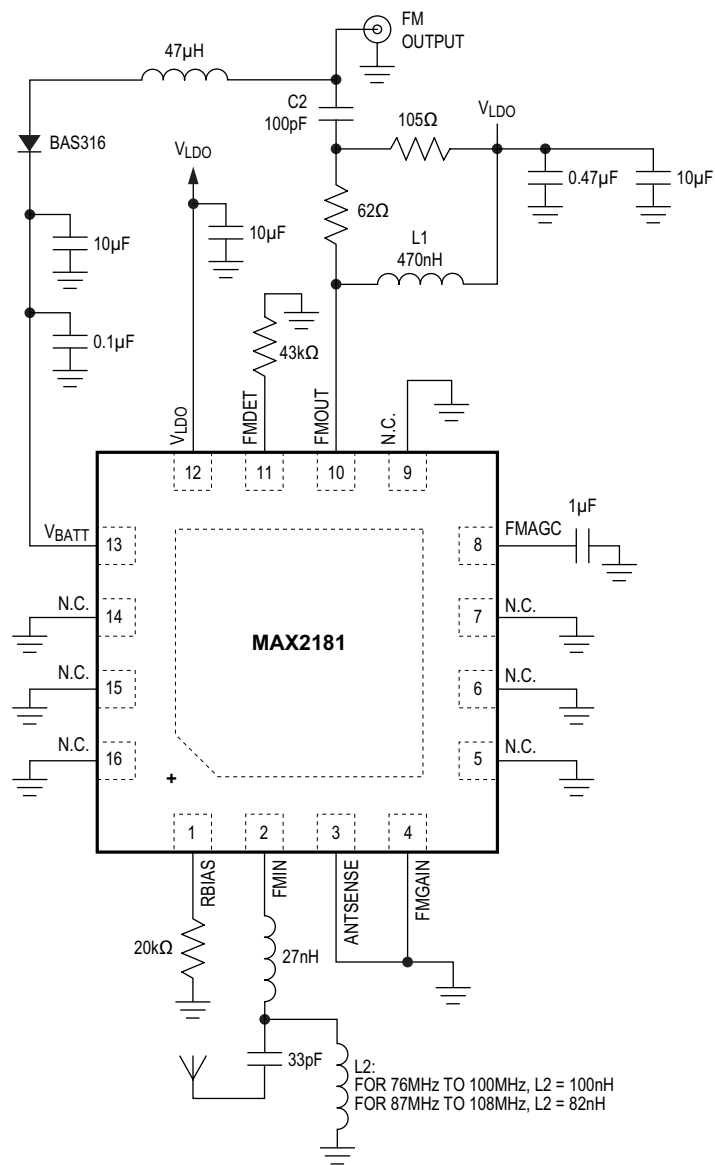 FM
OUTPUT
47µH
C2
100pF
105Ω
VLDO
BAS316
VLDO
0.47µF
10µF
62Ω
10µF
10µF
L1
470nH
0.1µF
43kΩ
VLDO
FMDET
FMOUT
N.C.
12
11
10
9
1µF
VBATT
13
8
FMAGC
N.C.
14
7
N.C.
MAX2181
N.C.
15
6
N.C.
N.C.
16
5
N.C.
+
1
2
3
4
RBIAS
FMIN
ANTSENSE
FMGAIN
20kΩ
27nH
33pF
L2:
FOR 76MHz TO 100MHz, L2 = 100nH
FOR 87MHz TO 108MHz, L2 = 82nH